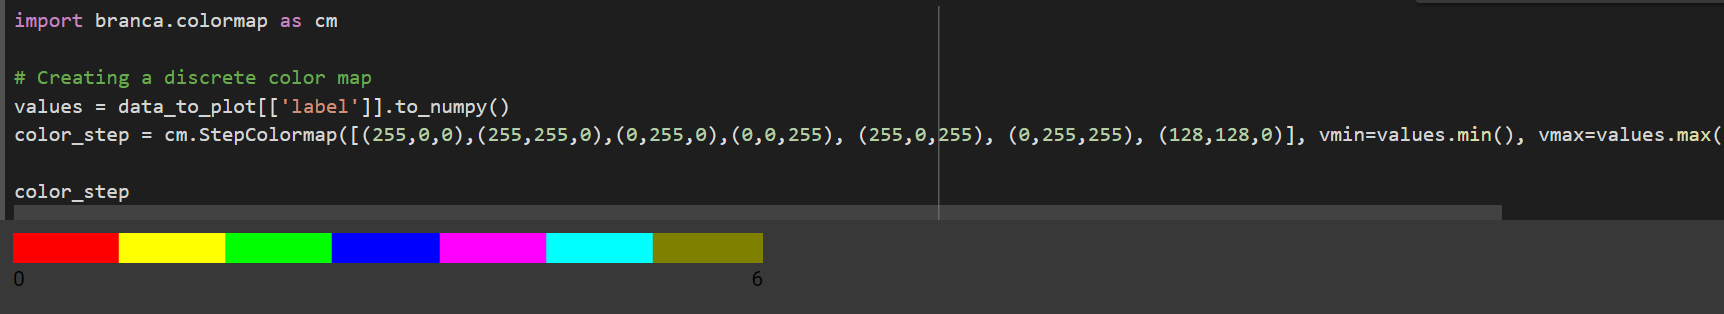 import branca.colormap as cm
# Creating a discrete color map
values = data_to_plot[['label']].to_numpy()
color_step = cm.StepColormap([(255,0,0),(255,255,0),(0,255,0),(0,0,255), (255,0,255), (0,255,255), (128,128,0)], vmin=values.min(), vmax=values.max(
color_step
0 6